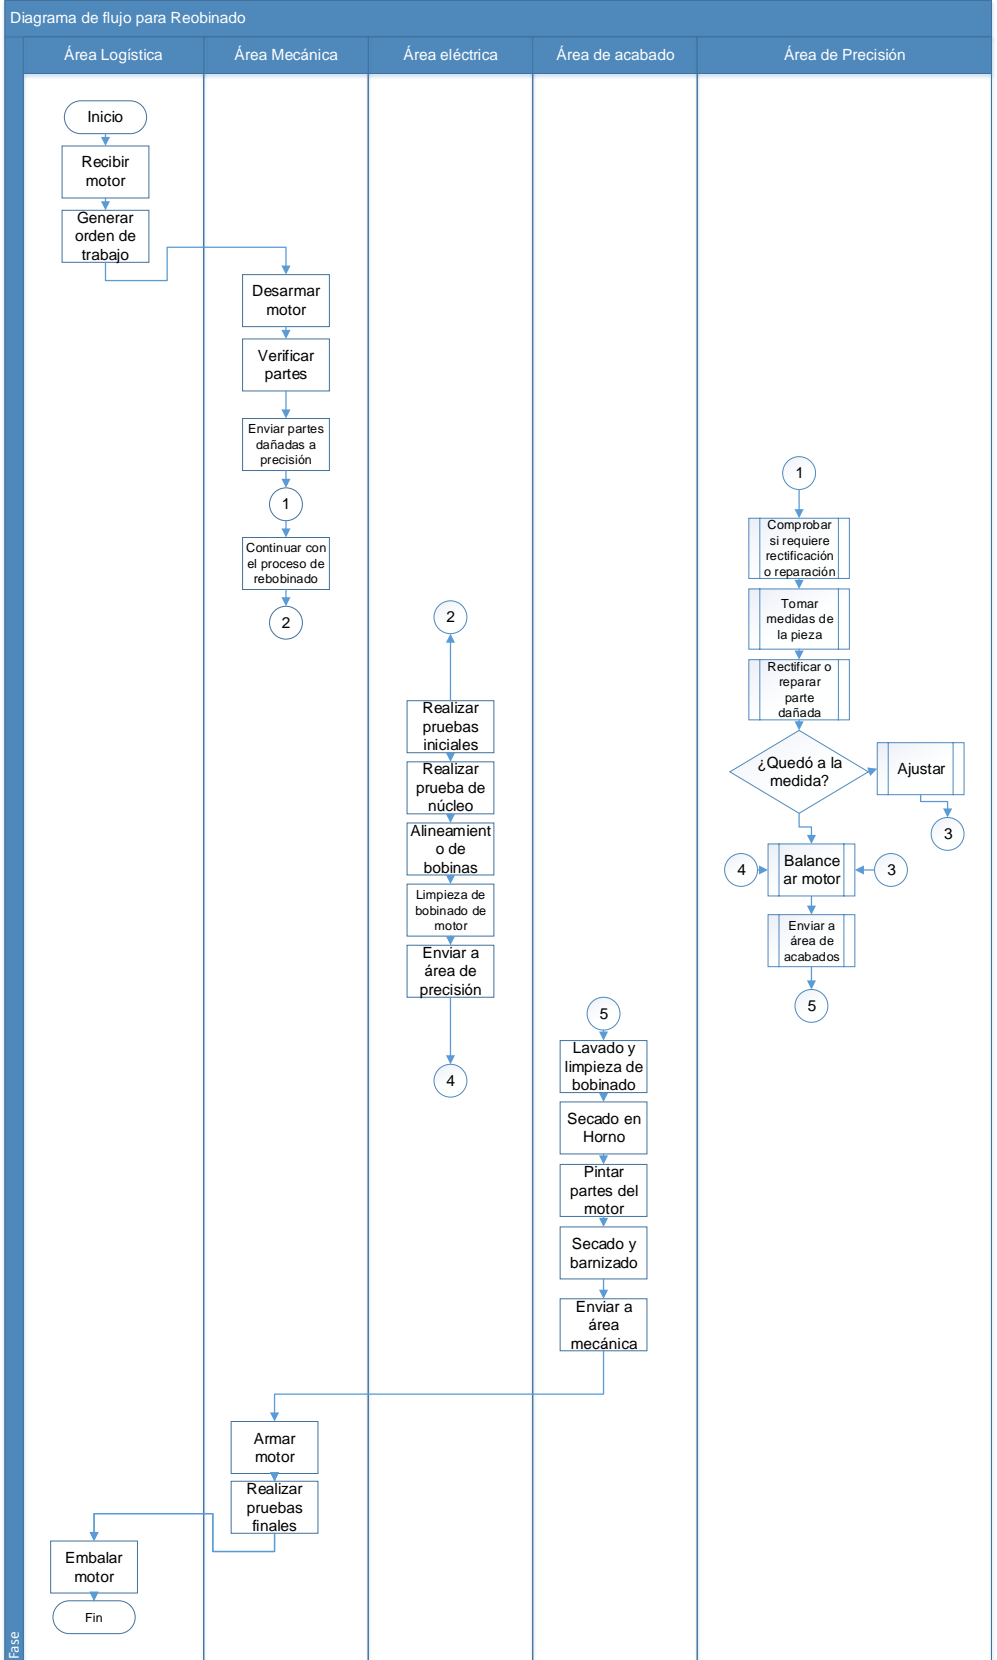 Diagrama de flujo para Reobinado
Área Logística
Área Mecánica
Área eléctrica
Área de acabado
Área de Precisión
Inicio
Recibir
motor
Generar
orden de
trabajo
Desarmar
motor
Verificar
partes
Enviar partes
dañadas a
precisión
1
Continuar con
el proceso de
rebobinado
2
2
Realizar
pruebas
iniciales
Realizar
prueba de
núcleo
Alineamient
o de
bobinas
Limpieza de
bobinado de
motor
Enviar a
área de
precisión
4
1
Comprobar
si requiere
rectificación
o reparación
Tomar
medidas de
la pieza
Rectificar o
reparar
parte
dañada
¿Quedó a la
medida?
Ajustar
3
4
Balance
ar motor
3
Enviar a
área de
acabados
5
5
Lavado y
limpieza de
bobinado
Secado en
Horno
Pintar
partes del
motor
Secado y
barnizado
Enviar a
área
mecánica
Armar
motor
Realizar
pruebas
finales
Embalar
motor
Fin
Fase